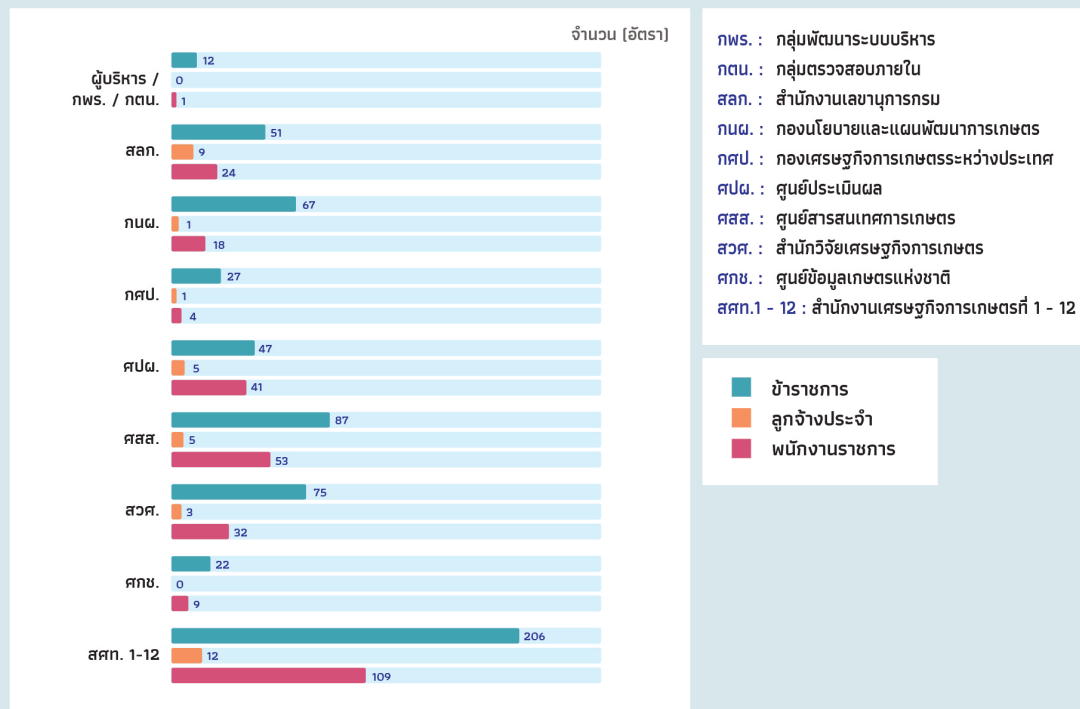 จำนวน (อัตรา)
ผู้บริหาร /
กพร. / กตน.
12
0
1
สลก.
51
9
24
กนผ.
67
1
18
กศป.
27
1
4
ศปผ.
47
5
41
ศสส.
87
5
53
สวศ.
75
3
32
ศกช.
22
0
9
สศท. 1-12
206
12
109
กพร. : กลุ่มพัฒนาระบบบริหาร
กตน. : กลุ่มตรวจสอบภายใน
สลก. : สำนักงานเลขานุการกรม
กนผ. : กองนโยบายและแผนพัฒนาการเกษตร
กศป. : กองเศรษฐกิจการเกษตรระหว่างประเทศ
ศปผ. : ศูนย์ประเมินผล
ศสส. : ศูนย์สารสนเทศการเกษตร
สวศ. : สำนักวิจัยเศรษฐกิจการเกษตร
ศกช. : ศูนย์ข้อมูลเกษตรแห่งชาติ
สศท.1 - 12 : สำนักงานเศรษฐกิจการเกษตรที่ 1 - 12
ข้าราชการ
ลูกจ้างประจำ
พนักงานราชการ